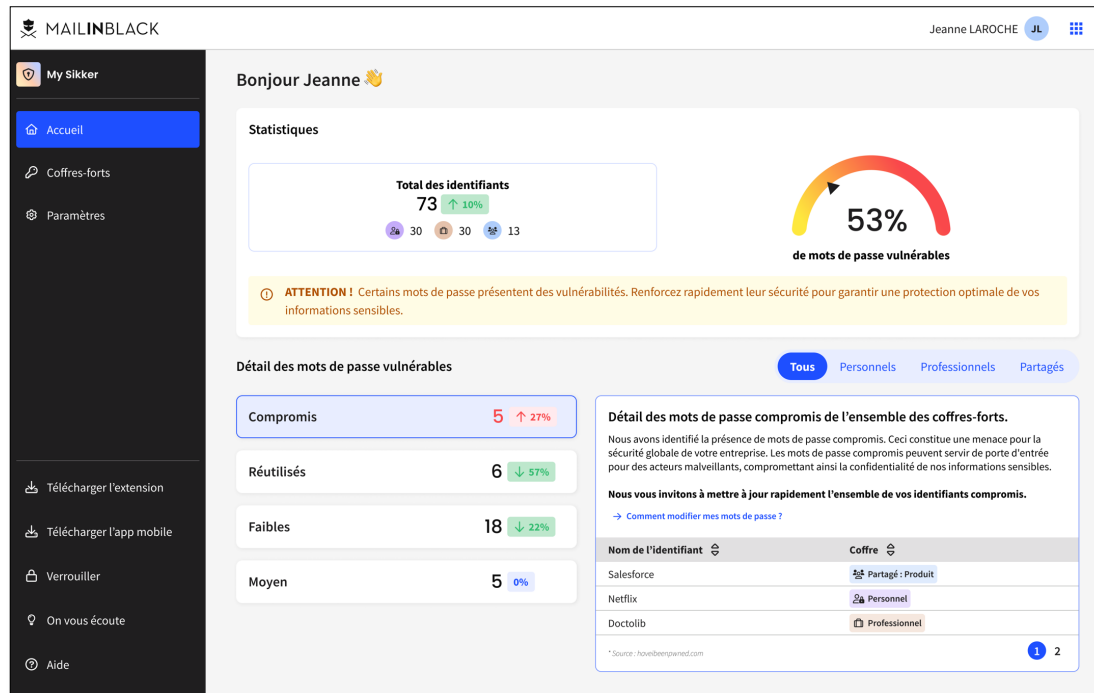 MAILINBLACK
Jeanne LAROCHE JL
My Sikker
Accueil
Coffres-forts
Paramètres
Télécharger l'extension
Télécharger l'app mobile
Verrouiller
On vous écoute
Aide
Bonjour Jeanne 👋
Statistiques
Total des identifiants
73 ↑ 10%
30 30 13
53%
de mots de passe vulnérables
ATTENTION ! Certains mots de passe présentent des vulnérabilités. Renforcez rapidement leur sécurité pour garantir une protection optimale de vos
informations sensibles.
Détail des mots de passe vulnérables
Tous Personnels Professionnels Partagés
Compromis 5 ↑ 27%
Réutilisés 6 ↓ 57%
Faibles 18 ↓ 22%
Moyen 5 0%
Détail des mots de passe compromis de l'ensemble des coffres-forts.
Nous avons identifié la présence de mots de passe compromis. Ceci constitue une menace pour la
sécurité globale de votre entreprise. Les mots de passe compromis peuvent servir de porte d'entrée
pour des acteurs malveillants, compromettant ainsi la confidentialité de nos informations sensibles.
Nous vous invitons à mettre à jour rapidement l'ensemble de vos identifiants compromis.
→ Comment modifier mes mots de passe ?
Nom de l'identifiant Coffre
Salesforce Partagé : Produit
Netflix Personnel
Doctolib Professionnel
* Source : haveibeenpwned.com
1 2